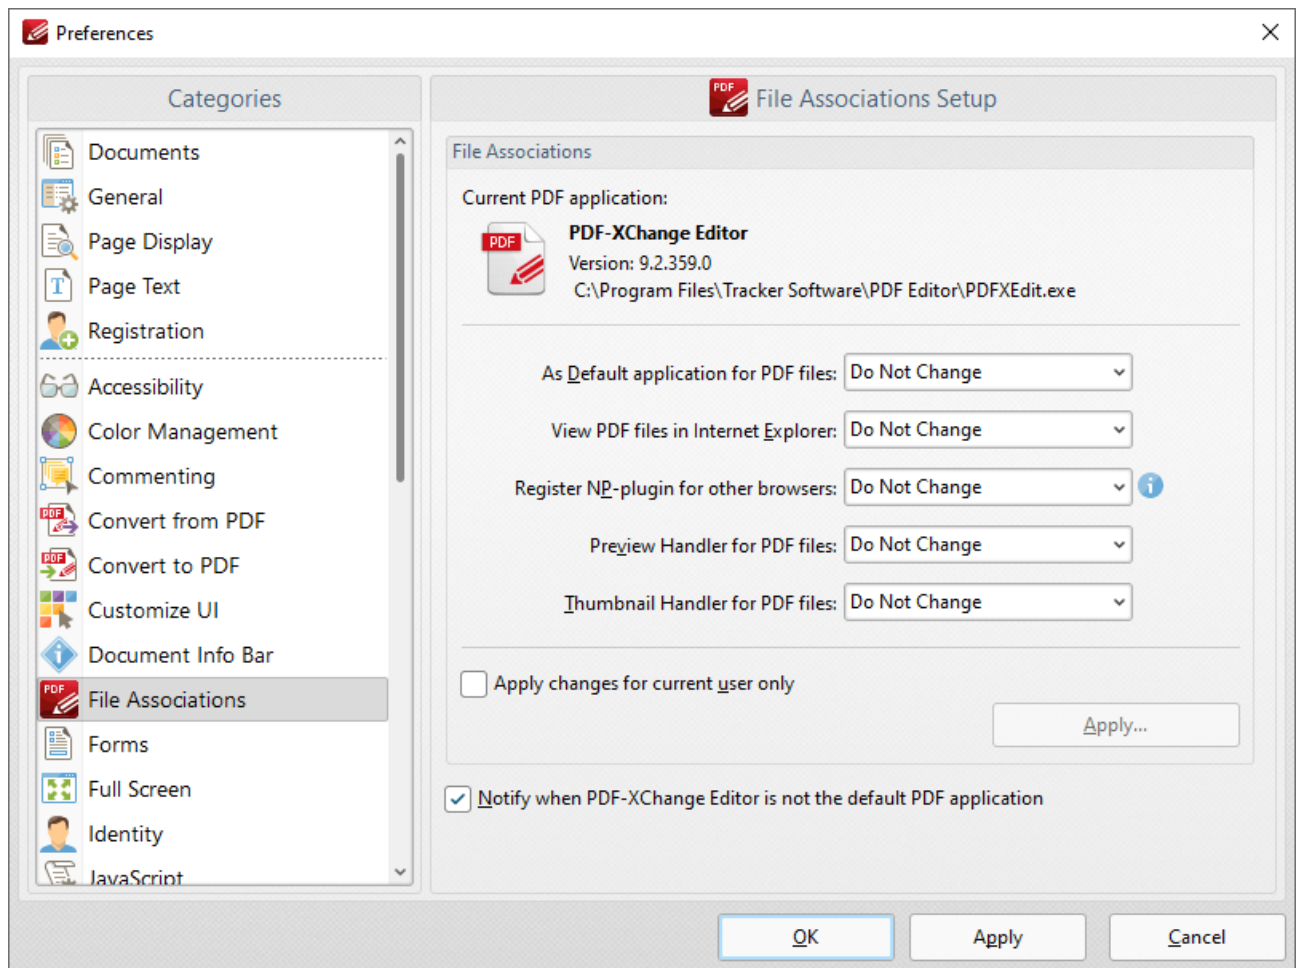 Preferences
Categories
Documents
General
Page Display
Page Text
Registration
Accessibility
Color Management
Commenting
Convert from PDF
Convert to PDF
Customize UI
Document Info Bar
File Associations
Forms
Full Screen
Identity
JavaScript
File Associations Setup
File Associations
Current PDF application:
PDF-XChange Editor
Version: 9.2.359.0
C:\Program Files\Tracker Software\PDF Editor\PDFXEdit.exe
As Default application for PDF files: Do Not Change
View PDF files in Internet Explorer: Do Not Change
Register NP-plugin for other browsers: Do Not Change
Preview Handler for PDF files: Do Not Change
Thumbnail Handler for PDF files: Do Not Change
Apply changes for current user only
Apply...
Notify when PDF-XChange Editor is not the default PDF application
OK Apply Cancel